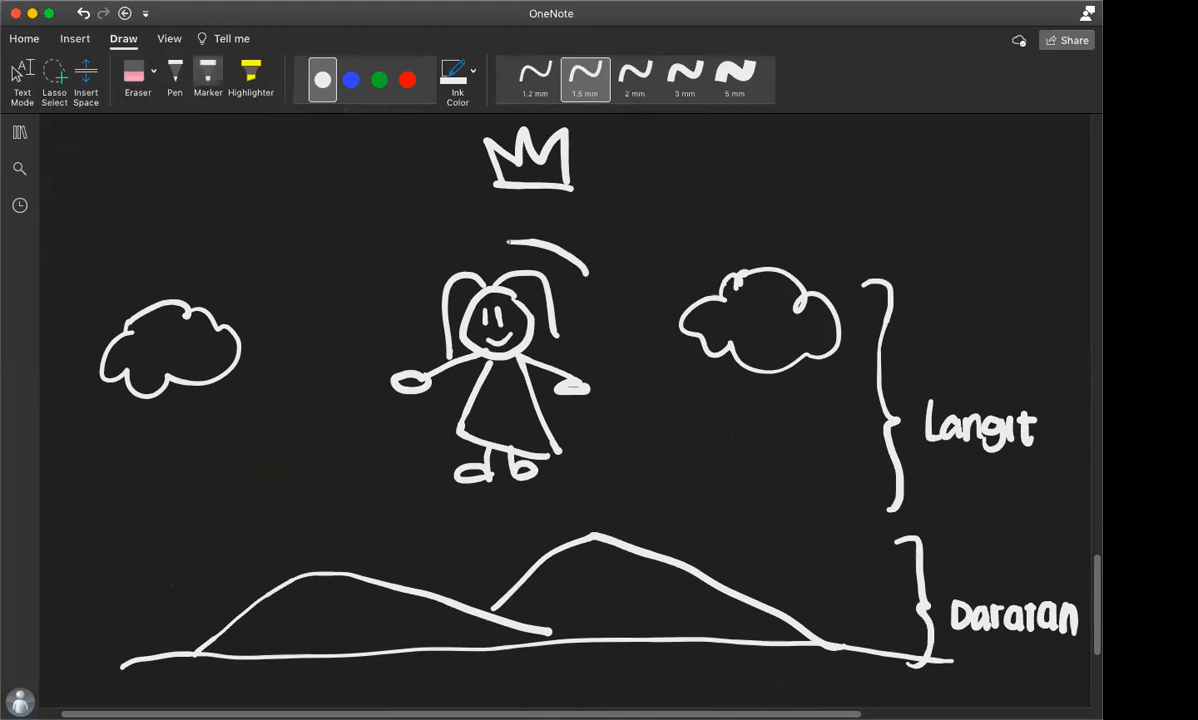 OneNote
Home Insert Draw View Tell me
Share
Text Mode
Lasso Select
Insert Space
Eraser
Pen
Marker
Highlighter
Ink Color
1.2 mm
1.5 mm
2 mm
3 mm
5 mm
Langit
Daratan